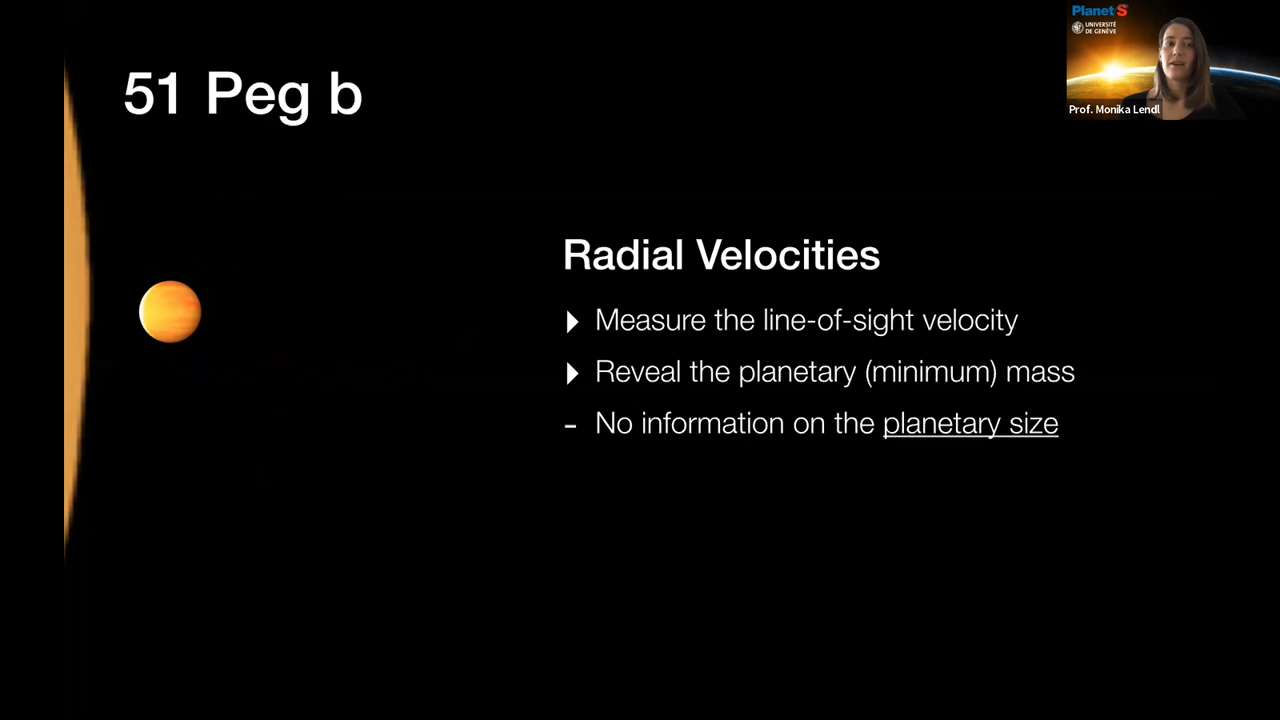 51 Peg b
PlanetS
UNIVERSITÉ
DE GENÈVE
Prof. Monika Lendl
Radial Velocities
Measure the line-of-sight velocity
Reveal the planetary (minimum) mass
- No information on the planetary size